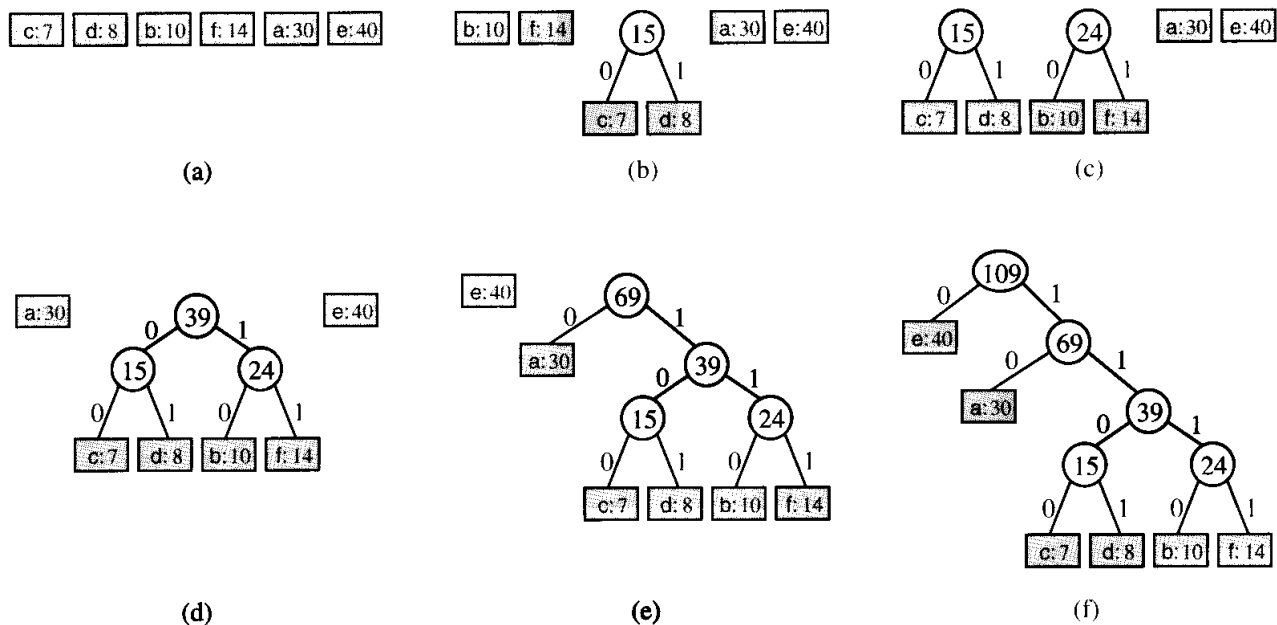 c: 7 d: 8 b: 10 f: 14 a: 30 e: 40
(a)
b: 10 f: 14 15 a: 30 e: 40
0 1
c: 7 d: 8
(b)
15 24 a: 30 e: 40
0 1 0 1
c: 7 d: 8 b: 10 f: 14
(c)
a: 30 39 e: 40
0 1
15 24
0 1 0 1
c: 7 d: 8 b: 10 f: 14
(d)
e: 40 69
0 1
a: 30 39
0 1
15 24
0 1 0 1
c: 7 d: 8 b: 10 f: 14
(e)
109
0 1
e: 40 69
0 1
a: 30 39
0 1
15 24
0 1 0 1
c: 7 d: 8 b: 10 f: 14
(f)